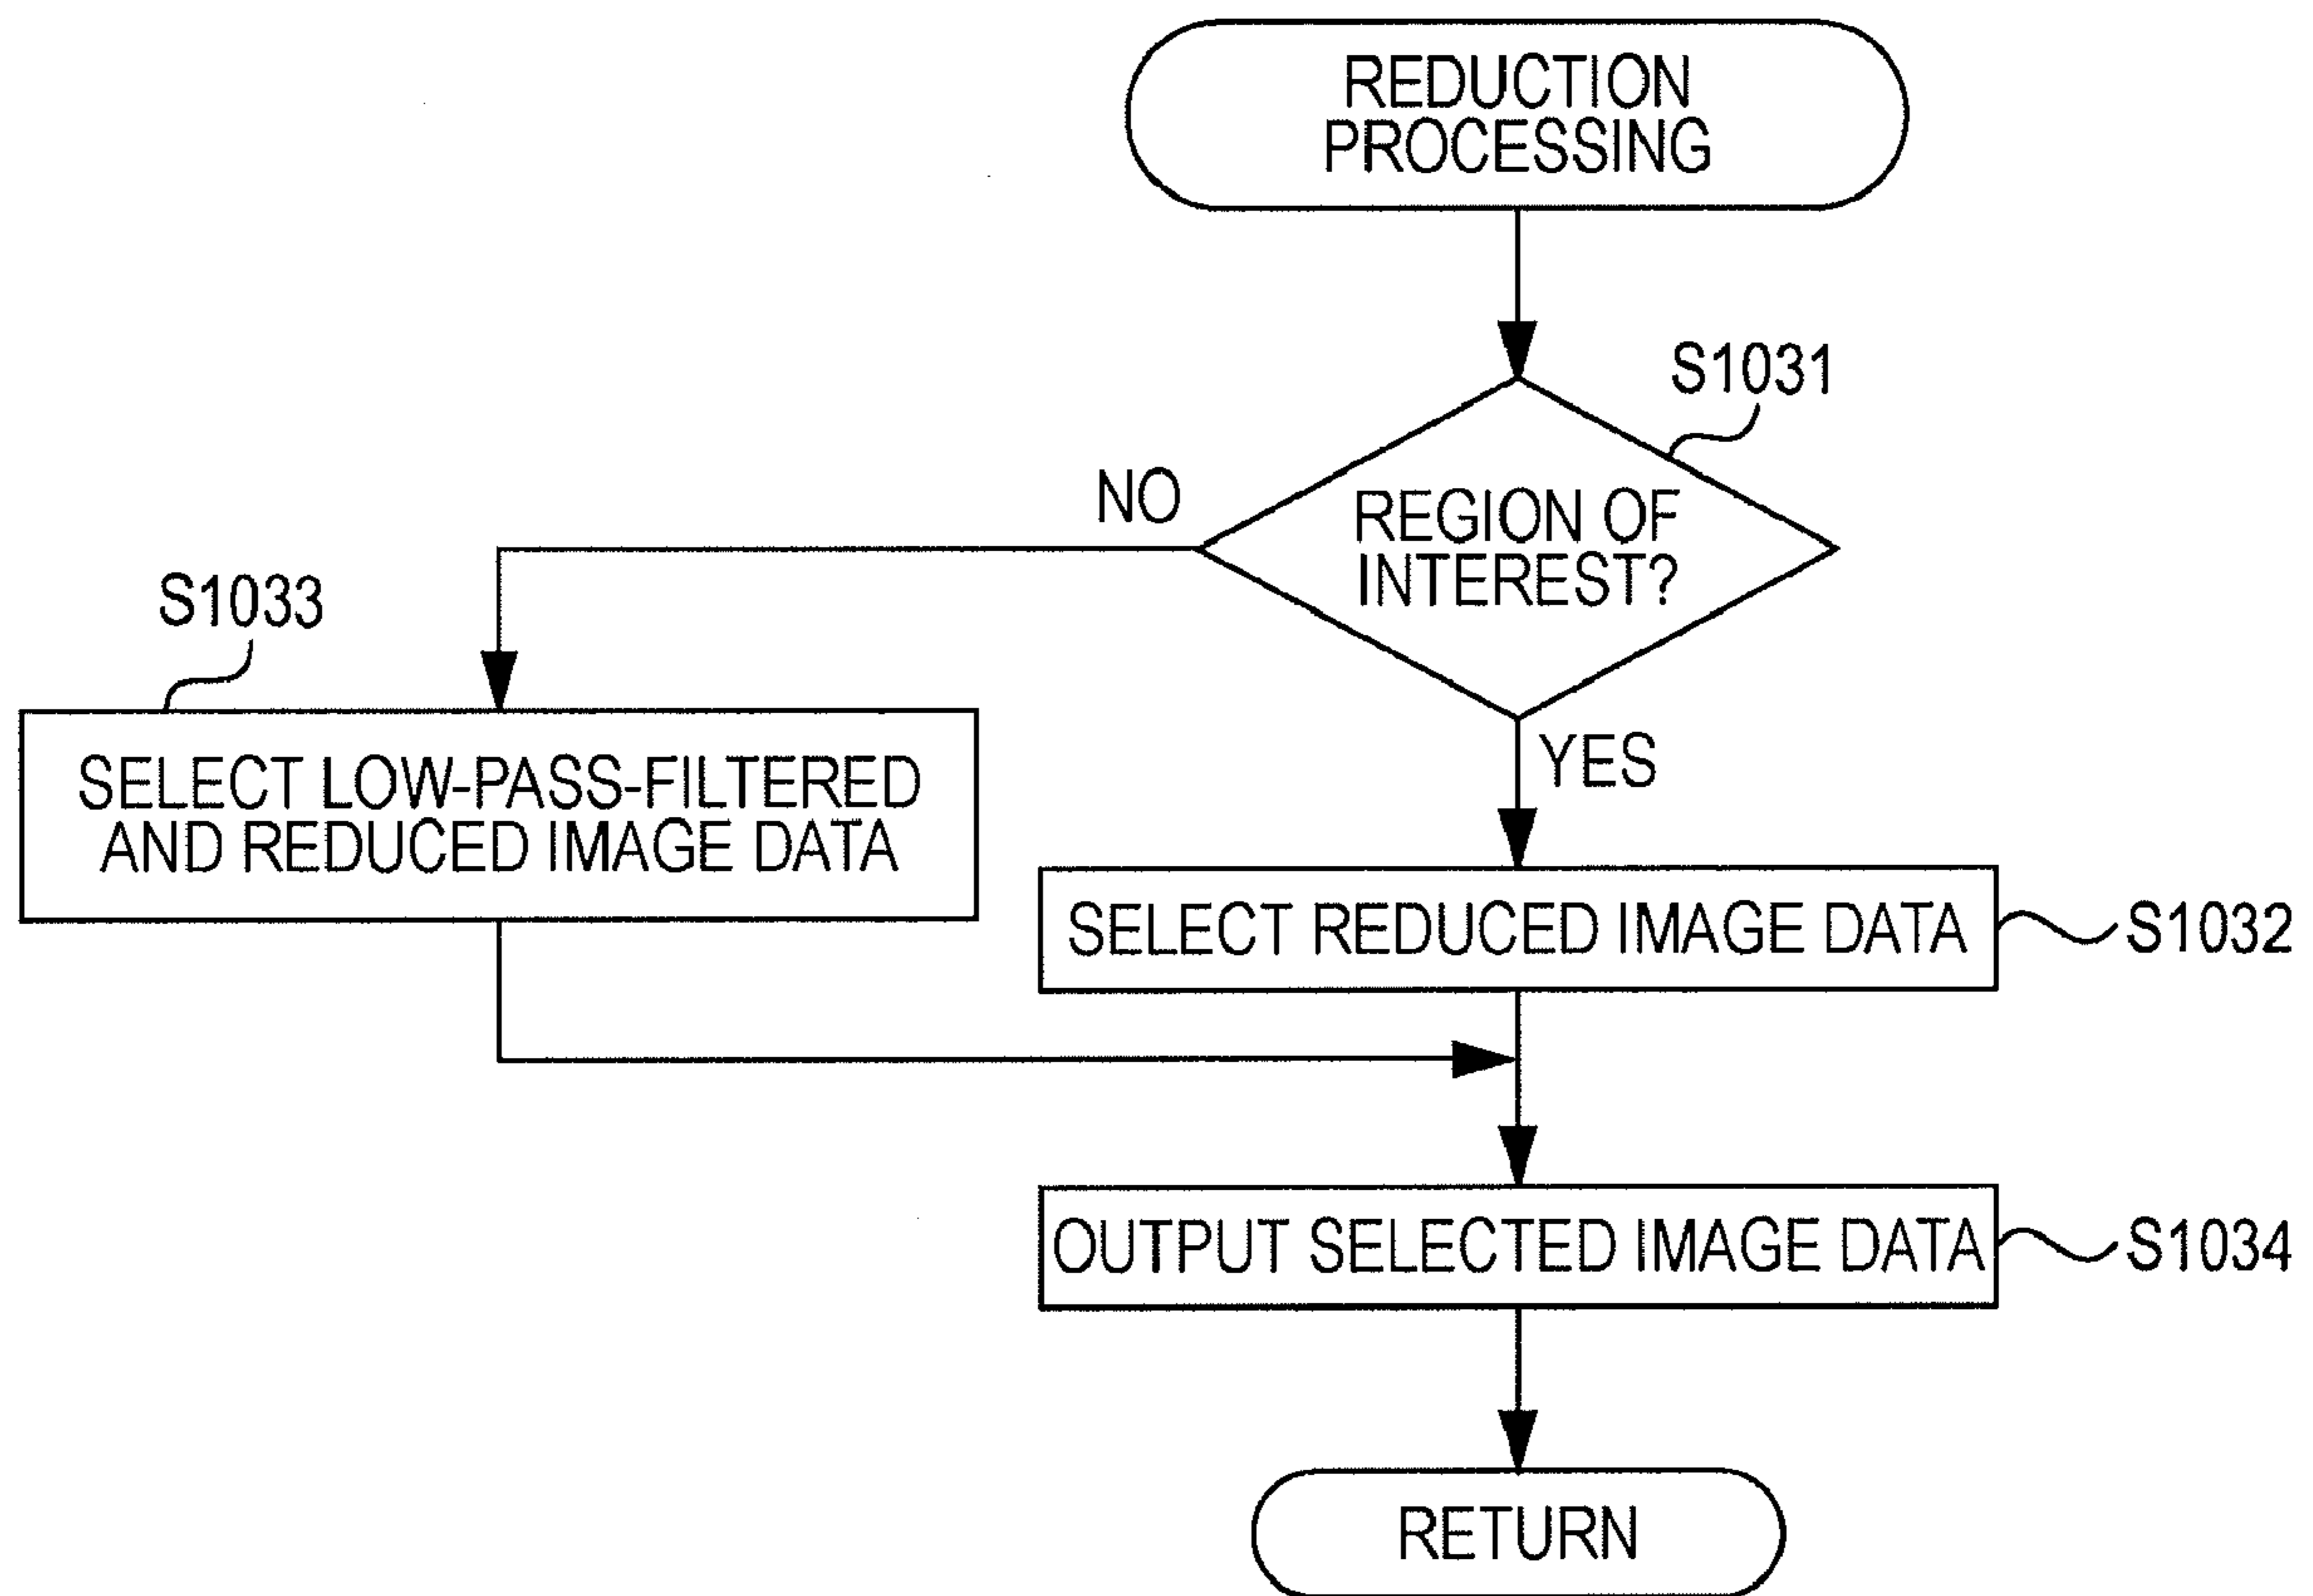 REDUCTION
PROCESSING
S1031
REGION OF
INTEREST?
NO
YES
S1033
SELECT LOW-PASS-FILTERED
AND REDUCED IMAGE DATA
SELECT REDUCED IMAGE DATA
S1032
OUTPUT SELECTED IMAGE DATA
S1034
RETURN